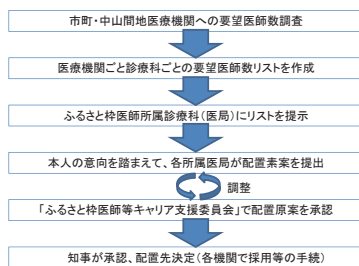 市町・中山間地医療機関への要望医師数調査
医療機関ごと診療科ごとの要望医師数リストを作成
ふるさと枠医師所属診療科(医局)にリストを提示
本人の意向を踏まえて、各所属医局が配置素案を提出
調整
「ふるさと枠医師等キャリア支援委員会」で配置原案を承認
知事が承認、配置先決定(各機関で採用等の手続)